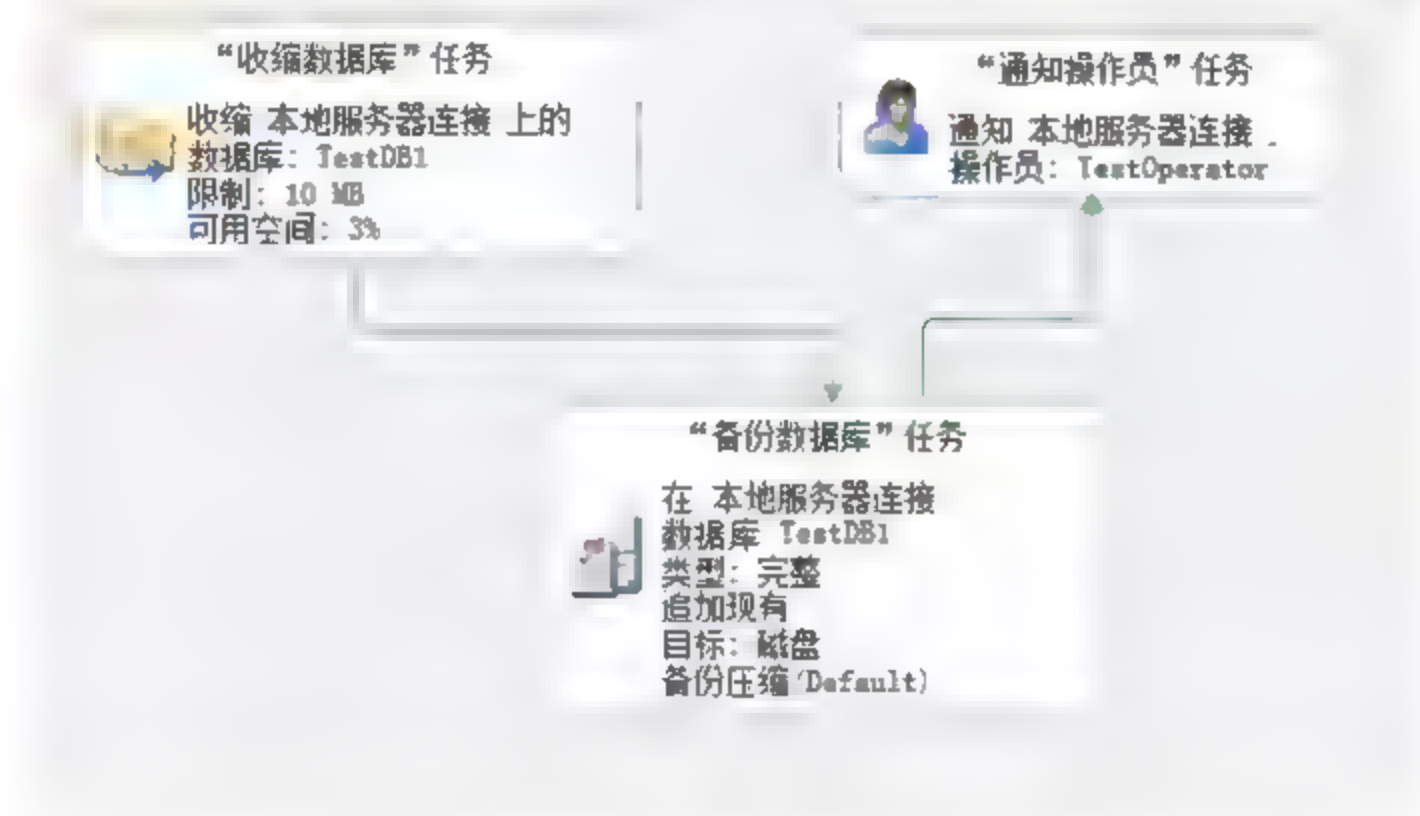 “收缩数据库”任务
收缩 本地服务器连接 上的
数据库: TestDB1
限制: 10 MB
可用空间: 3%
“通知操作员”任务
通知 本地服务器连接 .
操作员: TestOperator
“备份数据库”任务
在 本地服务器连接
数据库 TestDB1
类型: 完整
追加现有
目标: 磁盘
备份压缩(Default)